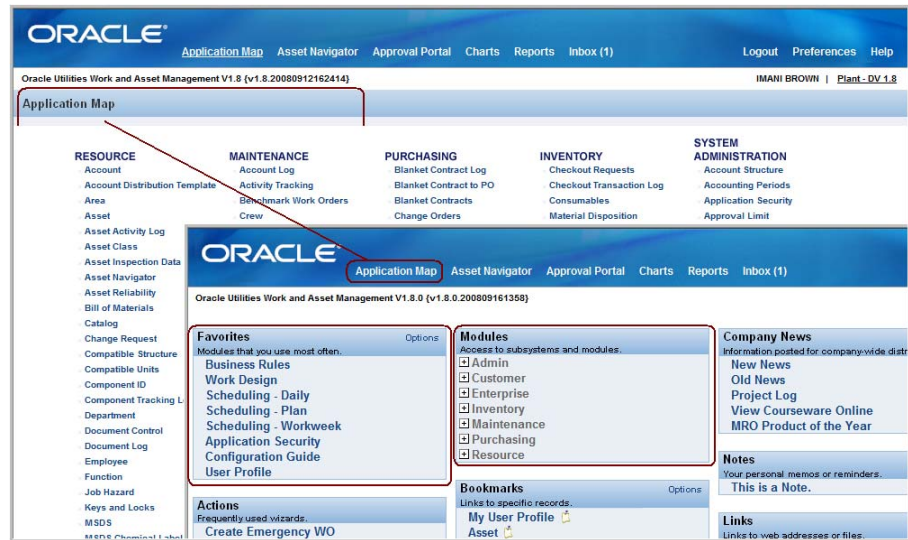 ORACLE
Application Map Asset Navigator Approval Portal Charts Reports Inbox (1) Logout Preferences Help
Oracle Utilities Work and Asset Management V1.8 {v1.8.20080912162414} IMANI BROWN | Plant - DV 1.8
Application Map
RESOURCE
Account
Account Distribution Template
Area
Asset
Asset Activity Log
Asset Class
Asset Inspection Data
Asset Navigator
Asset Reliability
Bill of Materials
Catalog
Change Request
Compatible Structure
Compatible Units
Component ID
Component Tracking L
Department
Document Control
Document Log
Employee
Function
Job Hazard
Keys and Locks
MSDS
MSDS Chemical Label
MAINTENANCE
Account Log
Activity Tracking
Benchmark Work Orders
Crew
PURCHASING
Blanket Contract Log
Blanket Contract to PO
Blanket Contracts
Change Orders
INVENTORY
Checkout Requests
Checkout Transaction Log
Consumables
Material Disposition
SYSTEM
ADMINISTRATION
Account Structure
Accounting Periods
Application Security
Approval Limit
ORACLE
Application Map Asset Navigator Approval Portal Charts Reports Inbox (1)
Oracle Utilities Work and Asset Management V1.8.0 {v1.8.0.200809161358}
Favorites Options
Modules that you use most often.
Business Rules
Work Design
Scheduling - Daily
Scheduling - Plan
Scheduling - Workweek
Application Security
Configuration Guide
User Profile
Actions
Frequently used wizards.
Create Emergency WO
Modules
Access to subsystems and modules.
Admin
Customer
Enterprise
Inventory
Maintenance
Purchasing
Resource
Bookmarks Options
Links to specific records.
My User Profile
Asset
Company News
Information posted for company-wide distr
New News
Old News
Project Log
View Courseware Online
MRO Product of the Year
Notes
Your personal memos or reminders.
This is a Note.
Links
Links to web addresses or files.